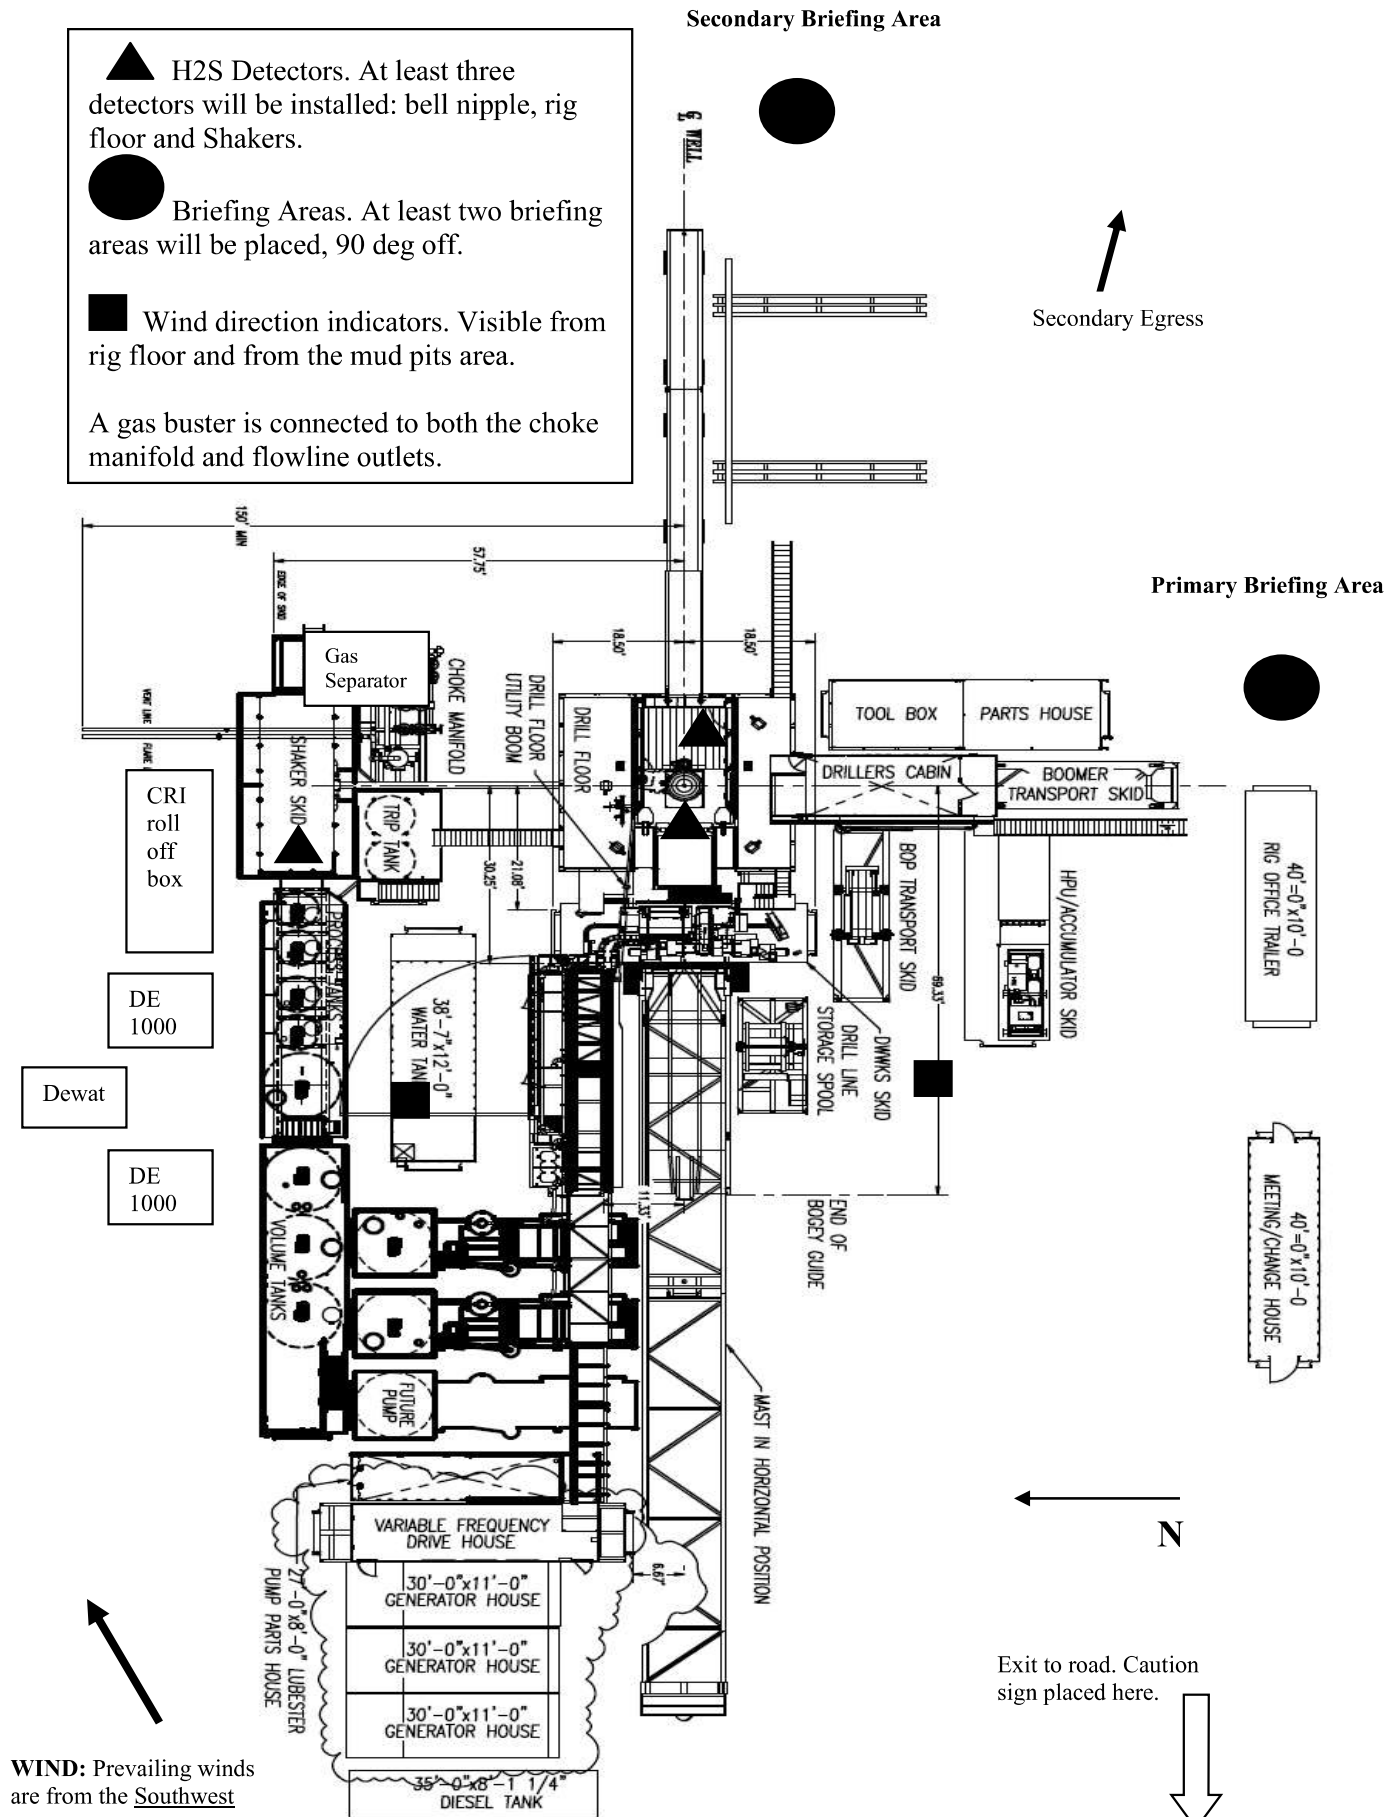 Secondary Briefing Area
H2S Detectors. At least three
detectors will be installed: bell nipple, rig
floor and Shakers.
Briefing Areas. At least two briefing
areas will be placed, 90 deg off.
Wind direction indicators. Visible from
rig floor and from the mud pits area.
A gas buster is connected to both the choke
manifold and flowline outlets.
WELL
Secondary Egress
150' MIN
57.75'
EDGE OF SKID
Primary Briefing Area
18.50'
18.50'
Gas
Separator
CHOKE MANIFOLD
DRILL FLOOR
UTILITY BOOM
DRILL FLOOR
TOOL BOX
PARTS HOUSE
VENT LINE
FLARE L
SHAKER SKID
DRILLERS CABIN
BOOMER
TRANSPORT SKID
CRI
roll
off
box
TRIP
TANK
30.25'
21.08'
BOP TRANSPORT SKID
HPU/ACCUMULATOR SKID
40'=0"x10'-0
RIG OFFICE TRAILER
PROCESS TANKS
DE
1000
38'-7"x12'-0"
WATER TAN
89.33'
DRILL LINE
STORAGE SPOOL
DWWKS SKID
Dewat
DE
1000
VOLUME TANKS
11.33'
END OF
BOGEY GUIDE
40'=0"x10'-0
MEETING/CHANGE HOUSE
FUTURE
PUMP
MAST IN HORIZONTAL POSITION
VARIABLE FREQUENCY
DRIVE HOUSE
N
6.67'
27'-0"x8'-0" LUBESTER
PUMP PARTS HOUSE
30'-0"x11'-0"
GENERATOR HOUSE
30'-0"x11'-0"
GENERATOR HOUSE
30'-0"x11'-0"
GENERATOR HOUSE
Exit to road. Caution
sign placed here.
WIND: Prevailing winds
are from the Southwest
35'-0"x8'-1 1/4"
DIESEL TANK